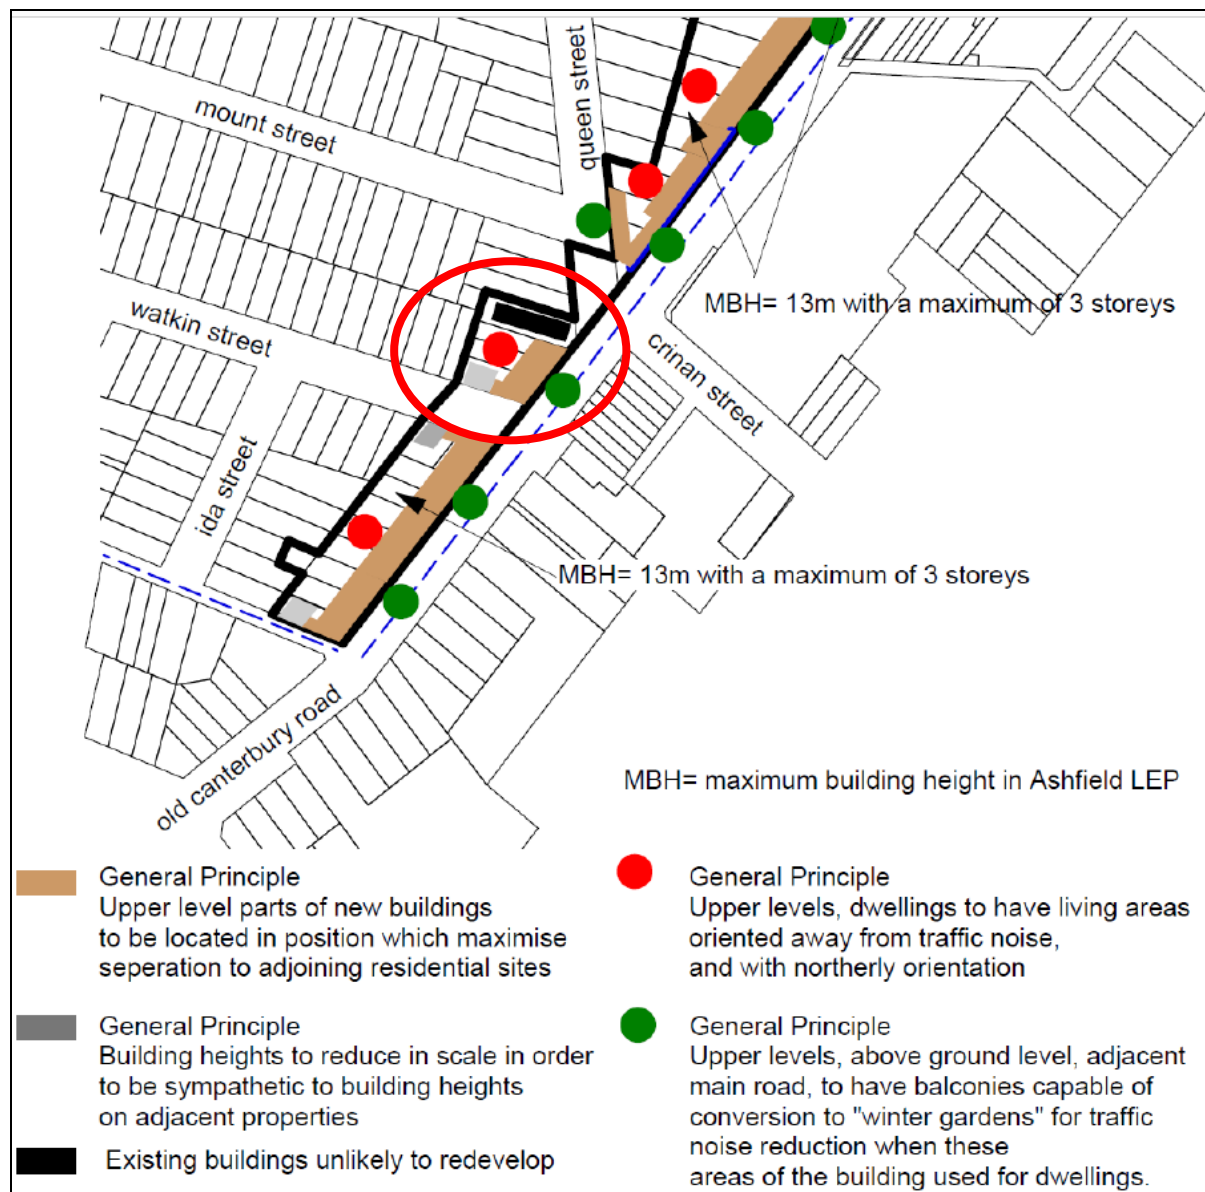 queen street
mount street
MBH= 13m with a maximum of 3 storeys
watkin street
crinan street
ida street
MBH= 13m with a maximum of 3 storeys
old canterbury road
MBH= maximum building height in Ashfield LEP
General Principle
Upper level parts of new buildings
to be located in position which maximise
seperation to adjoining residential sites
General Principle
Upper levels, dwellings to have living areas
oriented away from traffic noise,
and with northerly orientation
General Principle
Building heights to reduce in scale in order
to be sympathetic to building heights
on adjacent properties
General Principle
Upper levels, above ground level, adjacent
main road, to have balconies capable of
conversion to "winter gardens" for traffic
noise reduction when these
areas of the building used for dwellings.
Existing buildings unlikely to redevelop